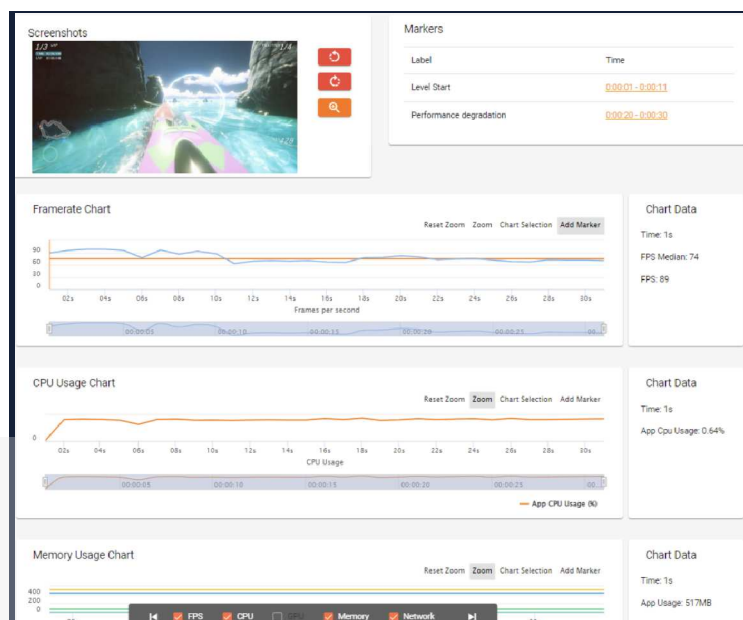 Screenshots
1/3 LAP
1/4
Markers
Label Time
Level Start 0:00:01 - 0:00:11
Performance degradation 0:00:20 - 0:00:30
Framerate Chart
Reset Zoom Zoom Chart Selection Add Marker
90
60
30
0
02s 04s 06s 08s 10s 12s 14s 16s 18s 20s 22s 24s 26s 28s 30s
Frames per second
00:00:05 00:00:10 00:00:15 00:00:20 00:00:25 00...
Chart Data
Time: 1s
FPS Median: 74
FPS: 89
CPU Usage Chart
Reset Zoom Zoom Chart Selection Add Marker
0
02s 04s 06s 08s 10s 12s 14s 16s 18s 20s 22s 24s 26s 28s 30s
CPU Usage
00:00:05 00:00:10 00:00:15 00:00:20 00:00:25 00...
App CPU Usage (%)
Chart Data
Time: 1s
App Cpu Usage: 0.64%
Memory Usage Chart
Reset Zoom Zoom Chart Selection Add Marker
400
200
0
FPS CPU GPU Memory Network
Chart Data
Time: 1s
App Usage: 517MB